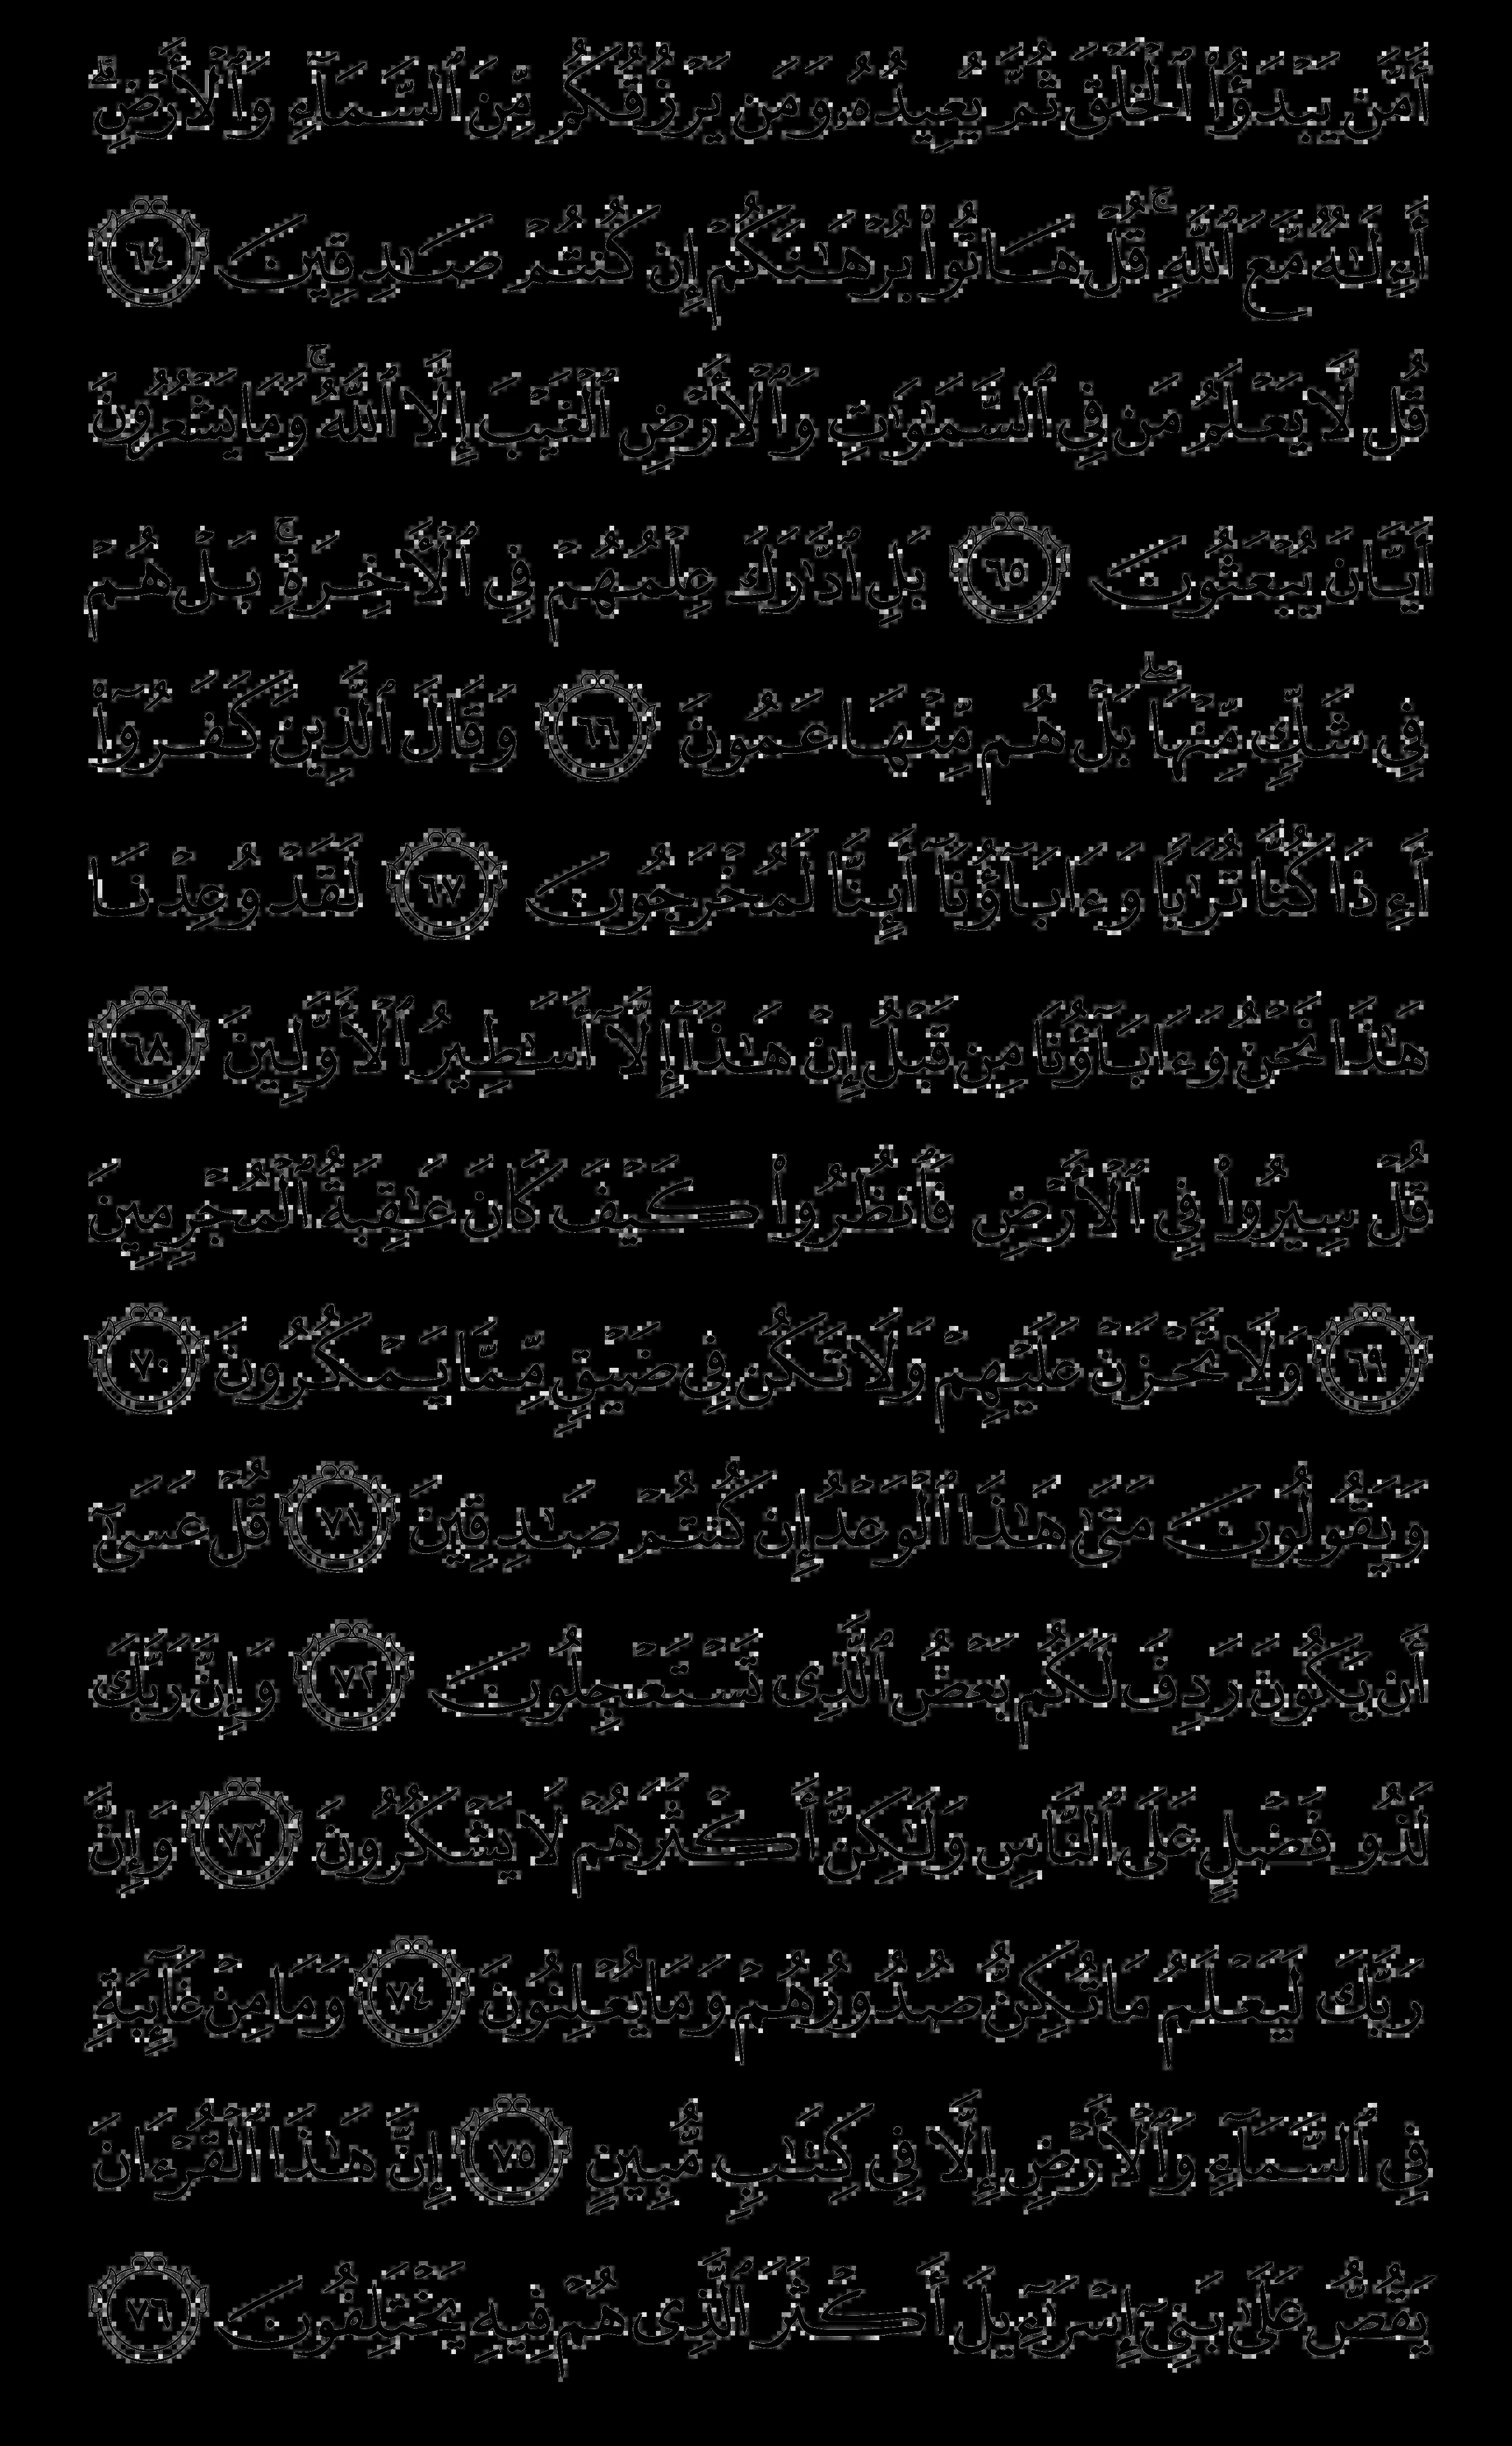 أَمَّن يَبْدَؤُا۟ ٱلْخَلْقَ ثُمَّ يُعِيدُهُۥ وَمَن يَرْزُقُكُم مِّنَ ٱلسَّمَآءِ وَٱلْأَرْضِ ۗ
أَءِلَـٰهٌ مَّعَ ٱللَّهِ ۚ قُلْ هَاتُوا۟ بُرْهَـٰنَكُمْ إِن كُنتُمْ صَـٰدِقِينَ ٦٤
قُل لَّا يَعْلَمُ مَن فِى ٱلسَّمَـٰوَٰتِ وَٱلْأَرْضِ ٱلْغَيْبَ إِلَّا ٱللَّهُ ۚ وَمَا يَشْعُرُونَ
أَيَّانَ يُبْعَثُونَ ٦٥ بَلِ ٱدَّٰرَكَ عِلْمُهُمْ فِى ٱلْـَٔاخِرَةِ ۚ بَلْ هُمْ
فِى شَكٍّ مِّنْهَا ۖ بَلْ هُم مِّنْهَا عَمُونَ ٦٦ وَقَالَ ٱلَّذِينَ كَفَرُوٓا۟
أَءِذَا كُنَّا تُرَٰبًا وَءَابَآؤُنَآ أَئِنَّا لَمُخْرَجُونَ ٦٧ لَقَدْ وُعِدْنَا
هَـٰذَا نَحْنُ وَءَابَآؤُنَا مِن قَبْلُ إِنْ هَـٰذَآ إِلَّآ أَسَـٰطِيرُ ٱلْأَوَّلِينَ ٦٨
قُلْ سِيرُوا۟ فِى ٱلْأَرْضِ فَٱنظُرُوا۟ كَيْفَ كَانَ عَـٰقِبَةُ ٱلْمُجْرِمِينَ
٦٩ وَلَا تَحْزَنْ عَلَيْهِمْ وَلَا تَكُن فِى ضَيْقٍ مِّمَّا يَمْكُرُونَ ٧٠
وَيَقُولُونَ مَتَىٰ هَـٰذَا ٱلْوَعْدُ إِن كُنتُمْ صَـٰدِقِينَ ٧١ قُلْ عَسَىٰٓ
أَن يَكُونَ رَدِفَ لَكُم بَعْضُ ٱلَّذِى تَسْتَعْجِلُونَ ٧٢ وَإِنَّ رَبَّكَ
لَذُو فَضْلٍ عَلَى ٱلنَّاسِ وَلَـٰكِنَّ أَكْثَرَهُمْ لَا يَشْكُرُونَ ٧٣ وَإِنَّ
رَبَّكَ لَيَعْلَمُ مَا تُكِنُّ صُدُورُهُمْ وَمَا يُعْلِنُونَ ٧٤ وَمَا مِنْ غَآئِبَةٍ
فِى ٱلسَّمَآءِ وَٱلْأَرْضِ إِلَّا فِى كِتَـٰبٍ مُّبِينٍ ٧٥ إِنَّ هَـٰذَا ٱلْقُرْءَانَ
يَقُصُّ عَلَىٰ بَنِىٓ إِسْرَٰٓءِيلَ أَكْثَرَ ٱلَّذِى هُمْ فِيهِ يَخْتَلِفُونَ ٧٦